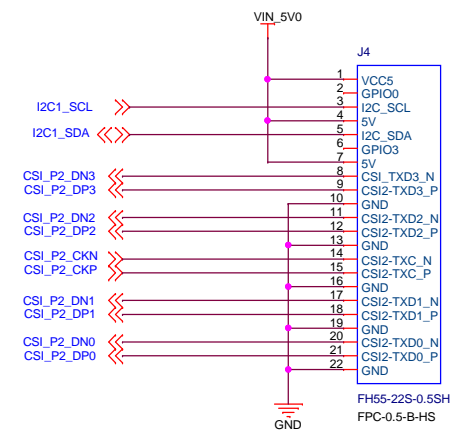 VIN_5V0
J4
1 VCC5
2 GPIO0
I2C1_SCL 3 I2C_SCL
4 5V
I2C1_SDA 5 I2C_SDA
6 GPIO3
7 5V
CSI_P2_DN3 8 CSI_TXD3_N
CSI_P2_DP3 9 CSI2-TXD3_P
10 GND
CSI_P2_DN2 11 CSI2-TXD2_N
CSI_P2_DP2 12 CSI2-TXD2_P
13 GND
CSI_P2_CKN 14 CSI2-TXC_N
CSI_P2_CKP 15 CSI2-TXC_P
16 GND
CSI_P2_DN1 17 CSI2-TXD1_N
CSI_P2_DP1 18 CSI2-TXD1_P
19 GND
CSI_P2_DN0 20 CSI2-TXD0_N
CSI_P2_DP0 21 CSI2-TXD0_P
22 GND
FH55-22S-0.5SH
GND
FPC-0.5-B-HS